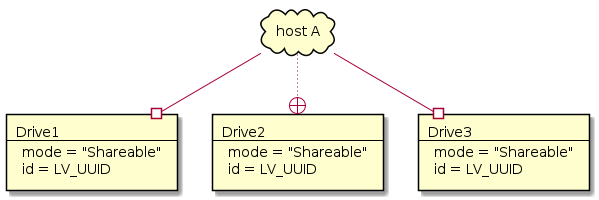 host A
Drive1
mode = "Shareable"
id = LV_UUID
Drive2
mode = "Shareable"
id = LV_UUID
Drive3
mode = "Shareable"
id = LV_UUID